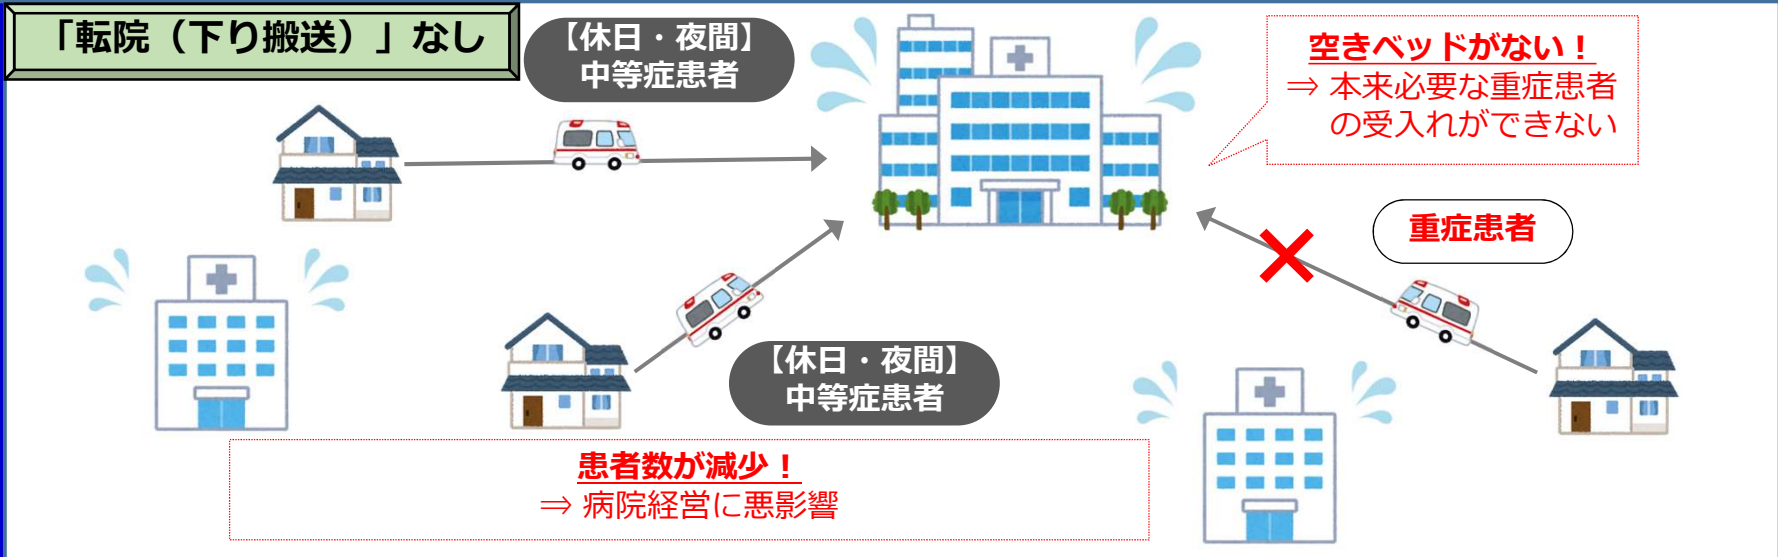 「転院（下り搬送）」なし
【休日・夜間】
中等症患者
空きベッドがない！
⇒ 本来必要な重症患者
の受入れができない
重症患者
【休日・夜間】
中等症患者
患者数が減少！
⇒ 病院経営に悪影響